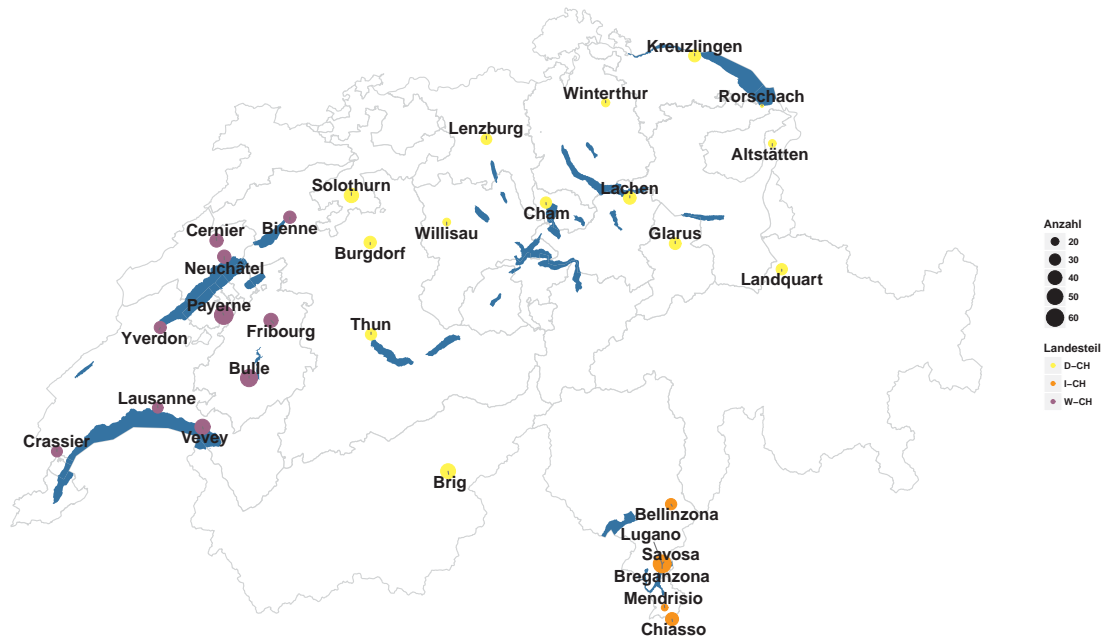 Kreuzlingen
Winterthur
Rorschach
Lenzburg
Altstätten
Solothurn
Lachen
Cham
Bienne
Cernier
Willisau
Glarus
Burgdorf
Neuchâtel
Landquart
Payerne
Fribourg
Thun
Yverdon
Bulle
Lausanne
Vevey
Crassier
Brig
Bellinzona
Lugano
Savosa
Breganzona
Mendrisio
Chiasso
Anzahl
20
30
40
50
60
Landesteil
D–CH
I–CH
W–CH